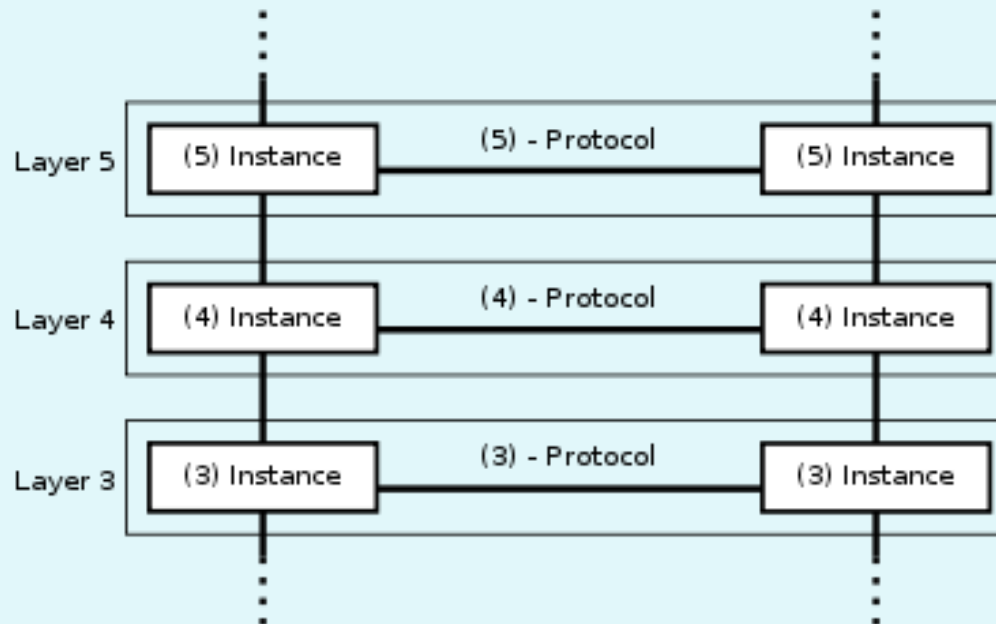 (5) - Protocol
Layer 5
(5) Instance
(5) Instance
(4) - Protocol
Layer 4
(4) Instance
(4) Instance
(3) - Protocol
Layer 3
(3) Instance
(3) Instance